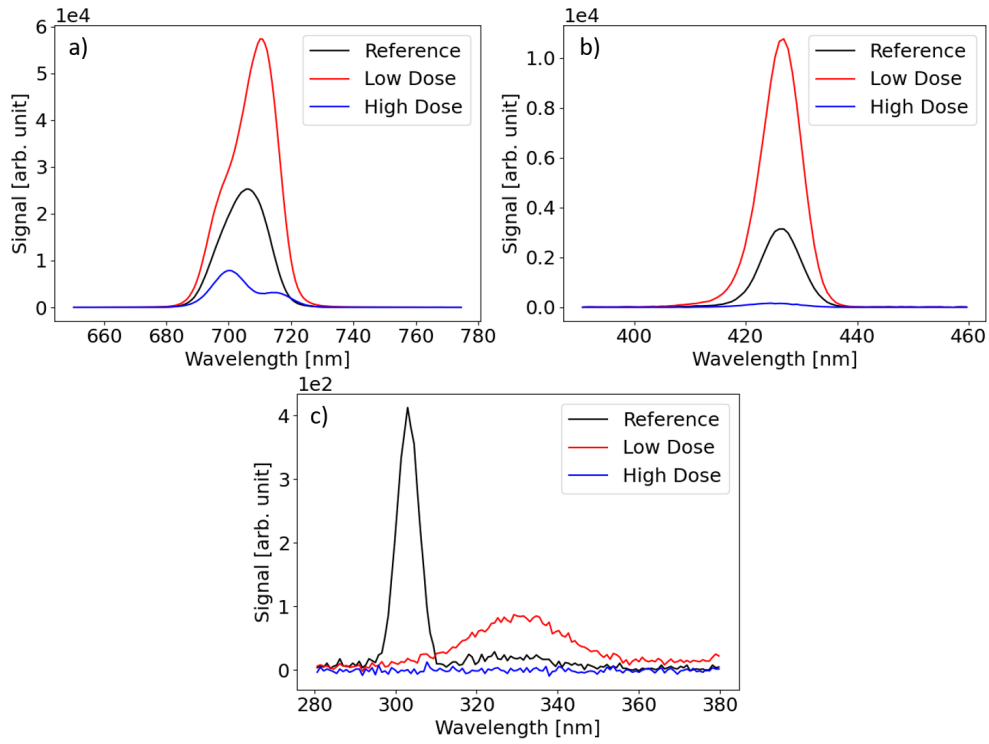 1e4
a)
Reference
Low Dose
High Dose
Signal [arb. unit]
6
5
4
3
2
1
0
660 680 700 720 740 760 780
Wavelength [nm]
1e4
b)
Reference
Low Dose
High Dose
Signal [arb. unit]
1.0
0.8
0.6
0.4
0.2
0.0
400 420 440 460
Wavelength [nm]
1e2
c)
Reference
Low Dose
High Dose
Signal [arb. unit]
4
2
1
0
280 300 320 340 360 380
Wavelength [nm]